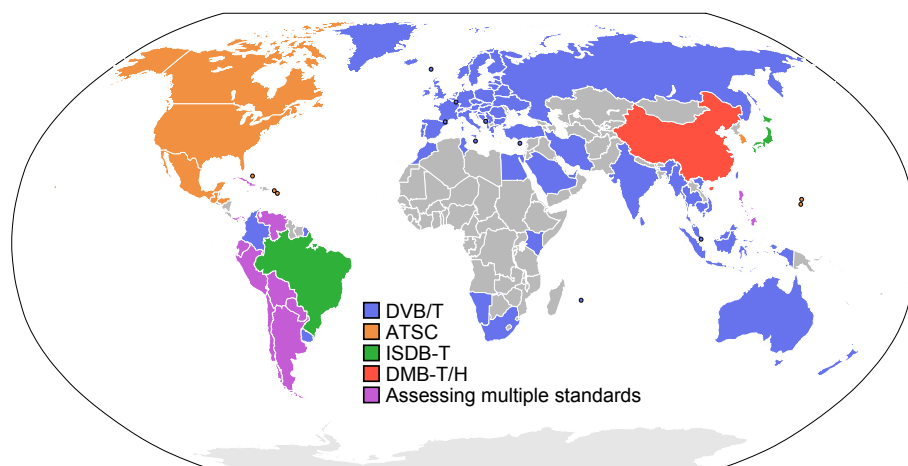 DVB/T
ATSC
ISDB-T
DMB-T/H
Assessing multiple standards